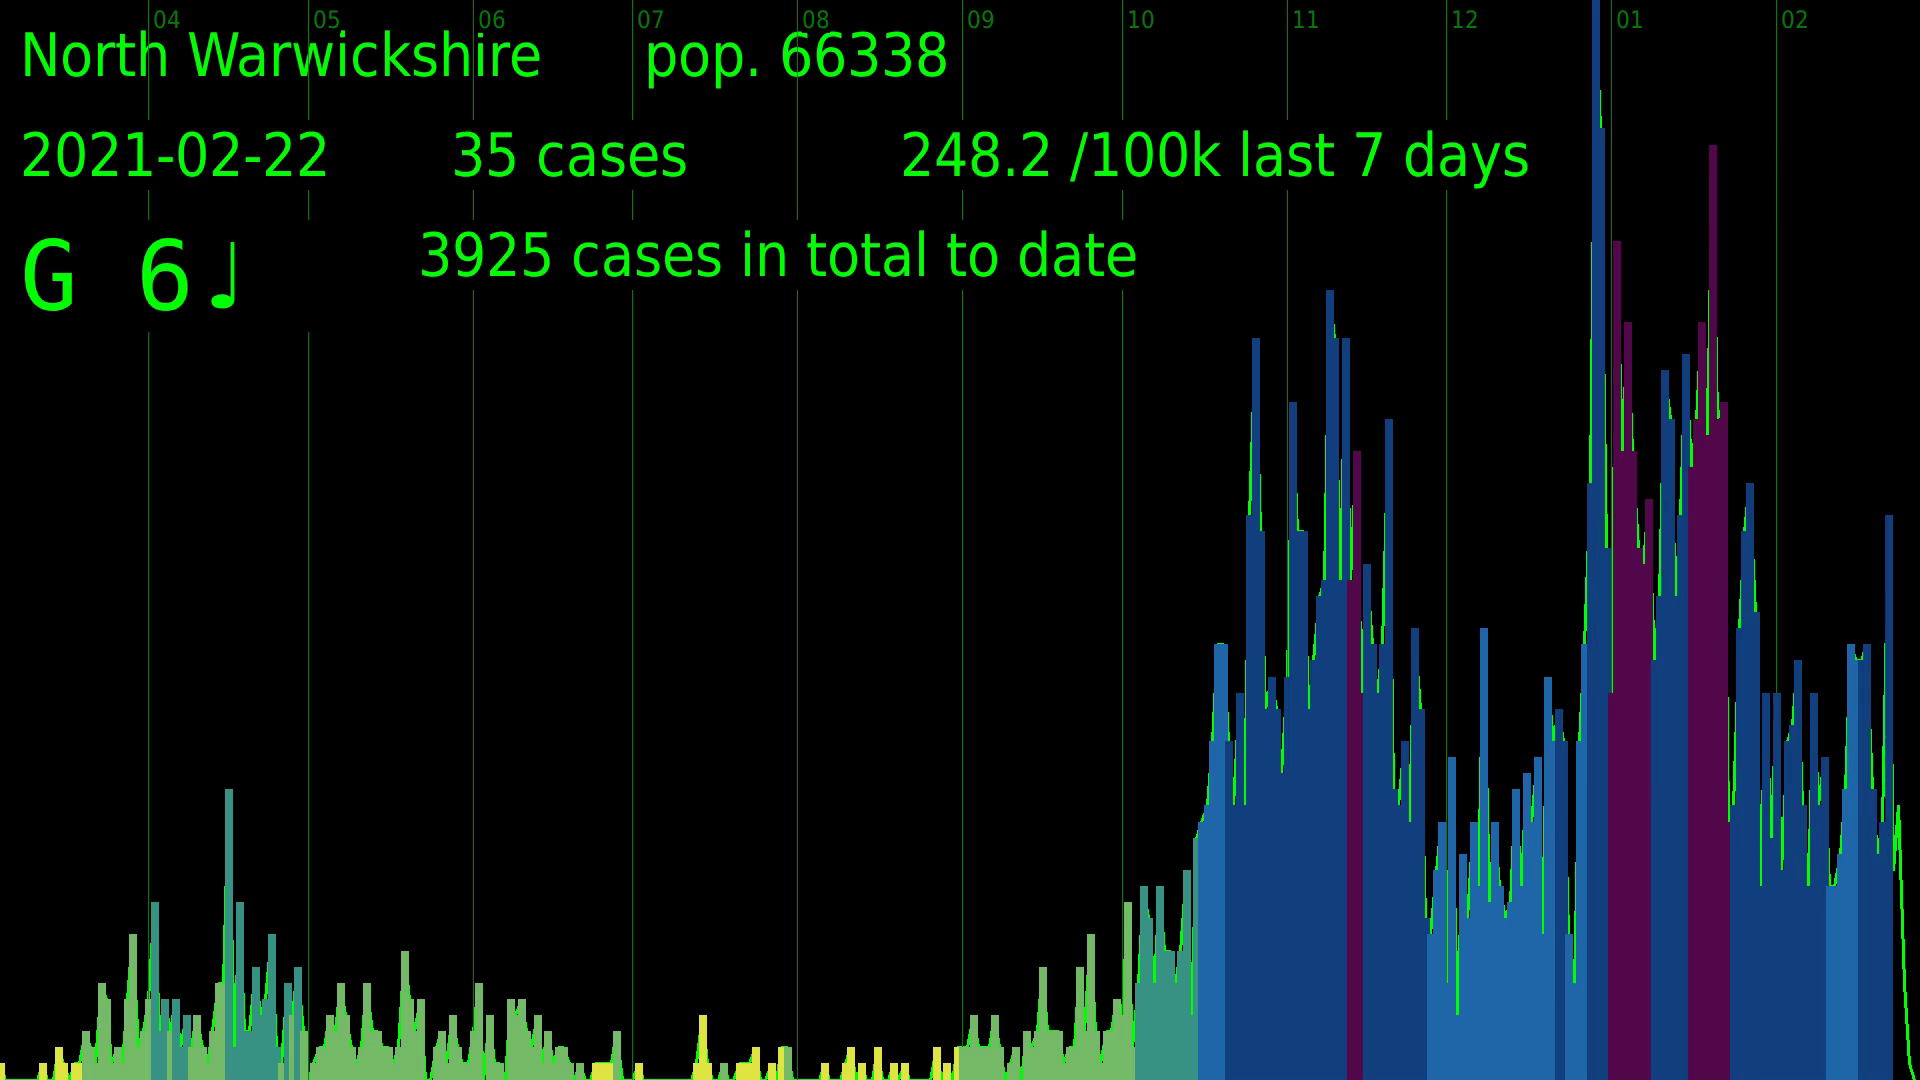 04 05 06 07 08 09 10 11 12 01 02
North Warwickshire pop. 66338
2021-02-22 35 cases 248.2 /100k last 7 days
G 6♩ 3925 cases in total to date